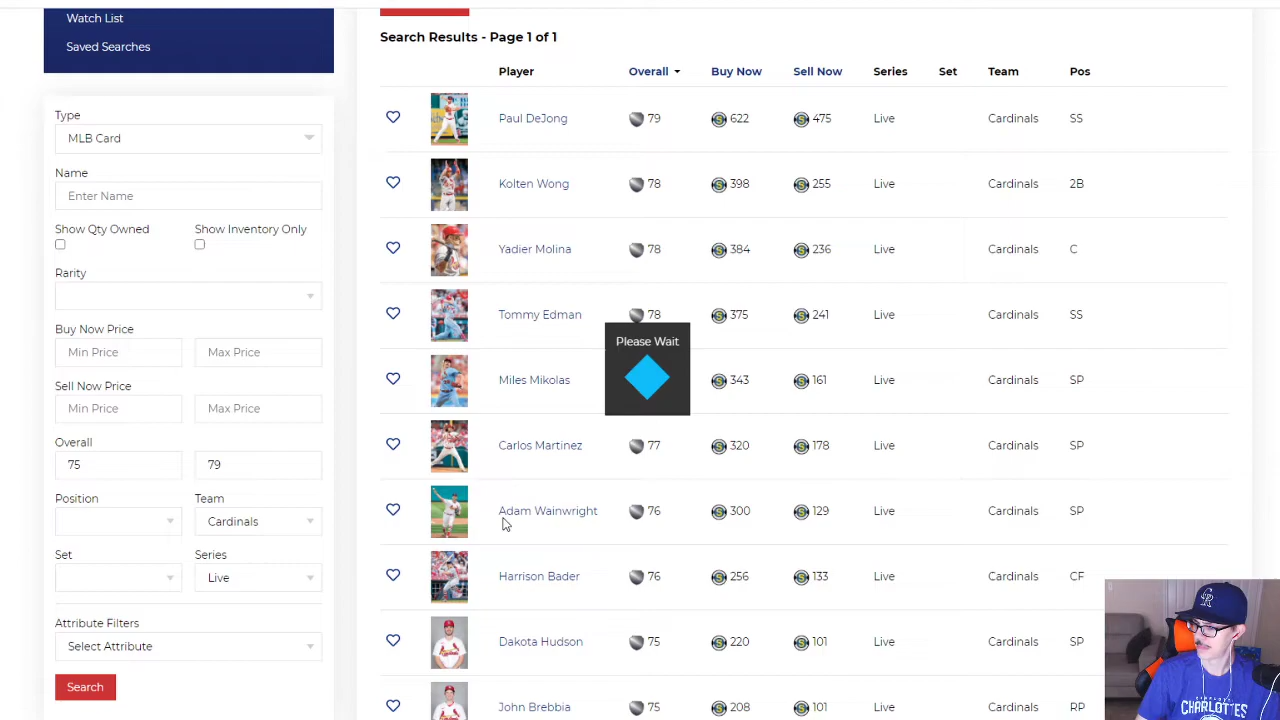 Watch List
Saved Searches
Type
MLB Card
Name
Enter Name
Show Qty Owned Show Inventory Only
Rarity
Buy Now Price
Min Price Max Price
Sell Now Price
Min Price Max Price
Overall
75 79
Position Team
Cardinals
Set Series
Live
Attribute Filters
Select Attribute
Search
Search Results - Page 1 of 1
Player Overall Buy Now Sell Now Series Set Team Pos
Paul DeJong 79 622 475 Live Cardinals SS
Kolten Wong 78 398 255 Live Cardinals 2B
Yadier Molina 78 384 236 Live Cardinals C
Tommy Edman 78 375 241 Live Cardinals SS
Please Wait
Miles Mikolas 343 161 Live Cardinals SP
Carlos Martinez 77 320 178 Live Cardinals SP
Adam Wainwright 76 300 129 Live Cardinals SP
Harrison Bader 76 256 133 Live Cardinals CF
Dakota Hudson 75 220 101 Live Cardinals SP
John Brebbia 75 208 101 Live Cardinals RP
CHARLOTTES